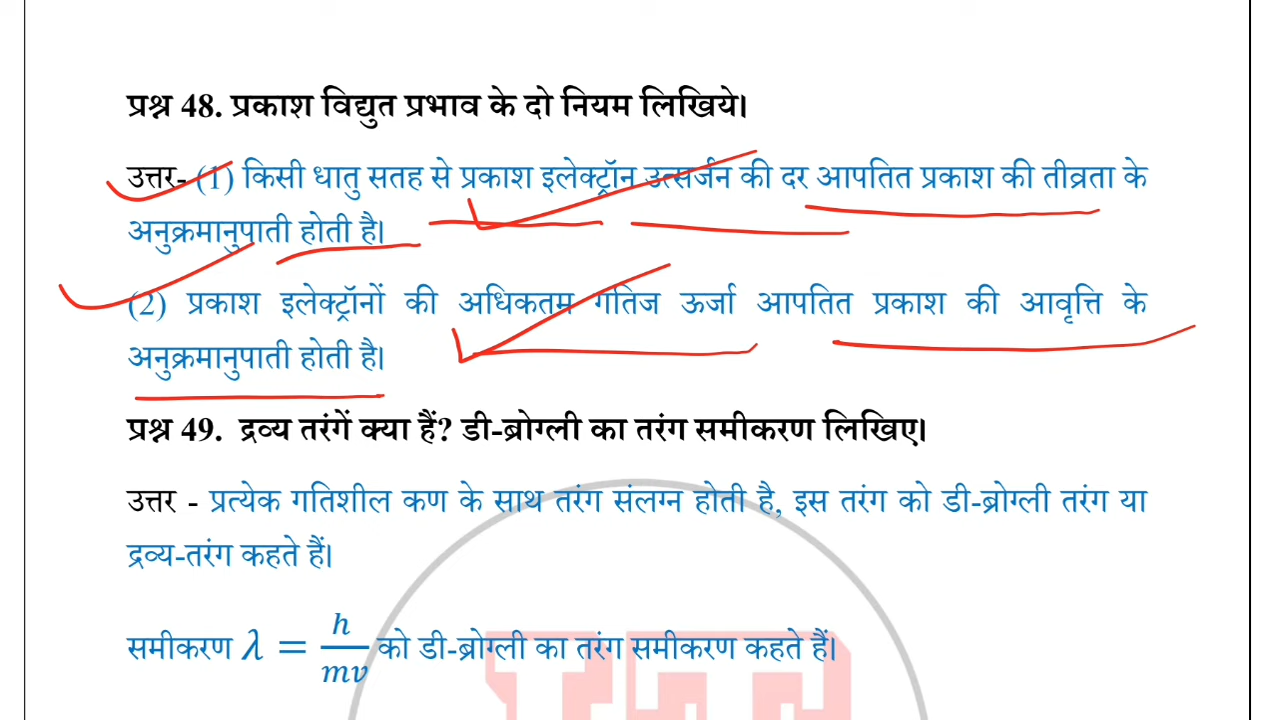 प्रश्न 48. प्रकाश विद्युत प्रभाव के दो नियम लिखिये।
उत्तर- (1) किसी धातु सतह से प्रकाश इलेक्ट्रॉन उत्सर्जन की दर आपतित प्रकाश की तीव्रता के
अनुक्रमानुपाती होती है।
(2) प्रकाश इलेक्ट्रॉनों की अधिकतम गतिज ऊर्जा आपतित प्रकाश की आवृत्ति के
अनुक्रमानुपाती होती है।
प्रश्न 49. द्रव्य तरंगें क्या हैं? डी-ब्रोग्ली का तरंग समीकरण लिखिए।
उत्तर - प्रत्येक गतिशील कण के साथ तरंग संलग्न होती है, इस तरंग को डी-ब्रोग्ली तरंग या
द्रव्य-तरंग कहते हैं।
समीकरण λ = h/mv को डी-ब्रोग्ली का तरंग समीकरण कहते हैं।